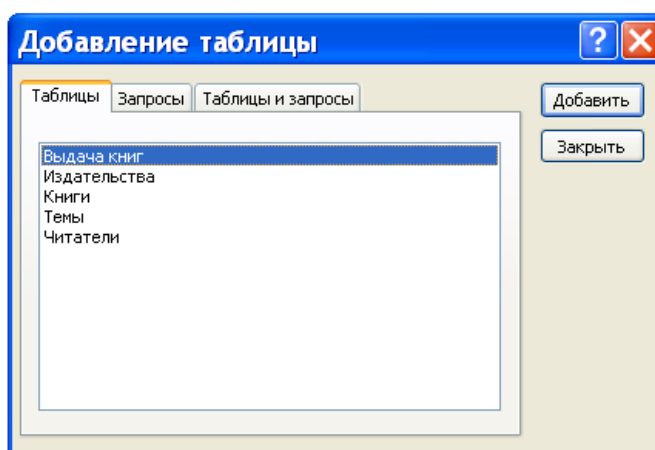 Добавление таблицы
Таблицы Запросы Таблицы и запросы
Добавить
Закрыть
Выдача книг
Издательства
Книги
Темы
Читатели